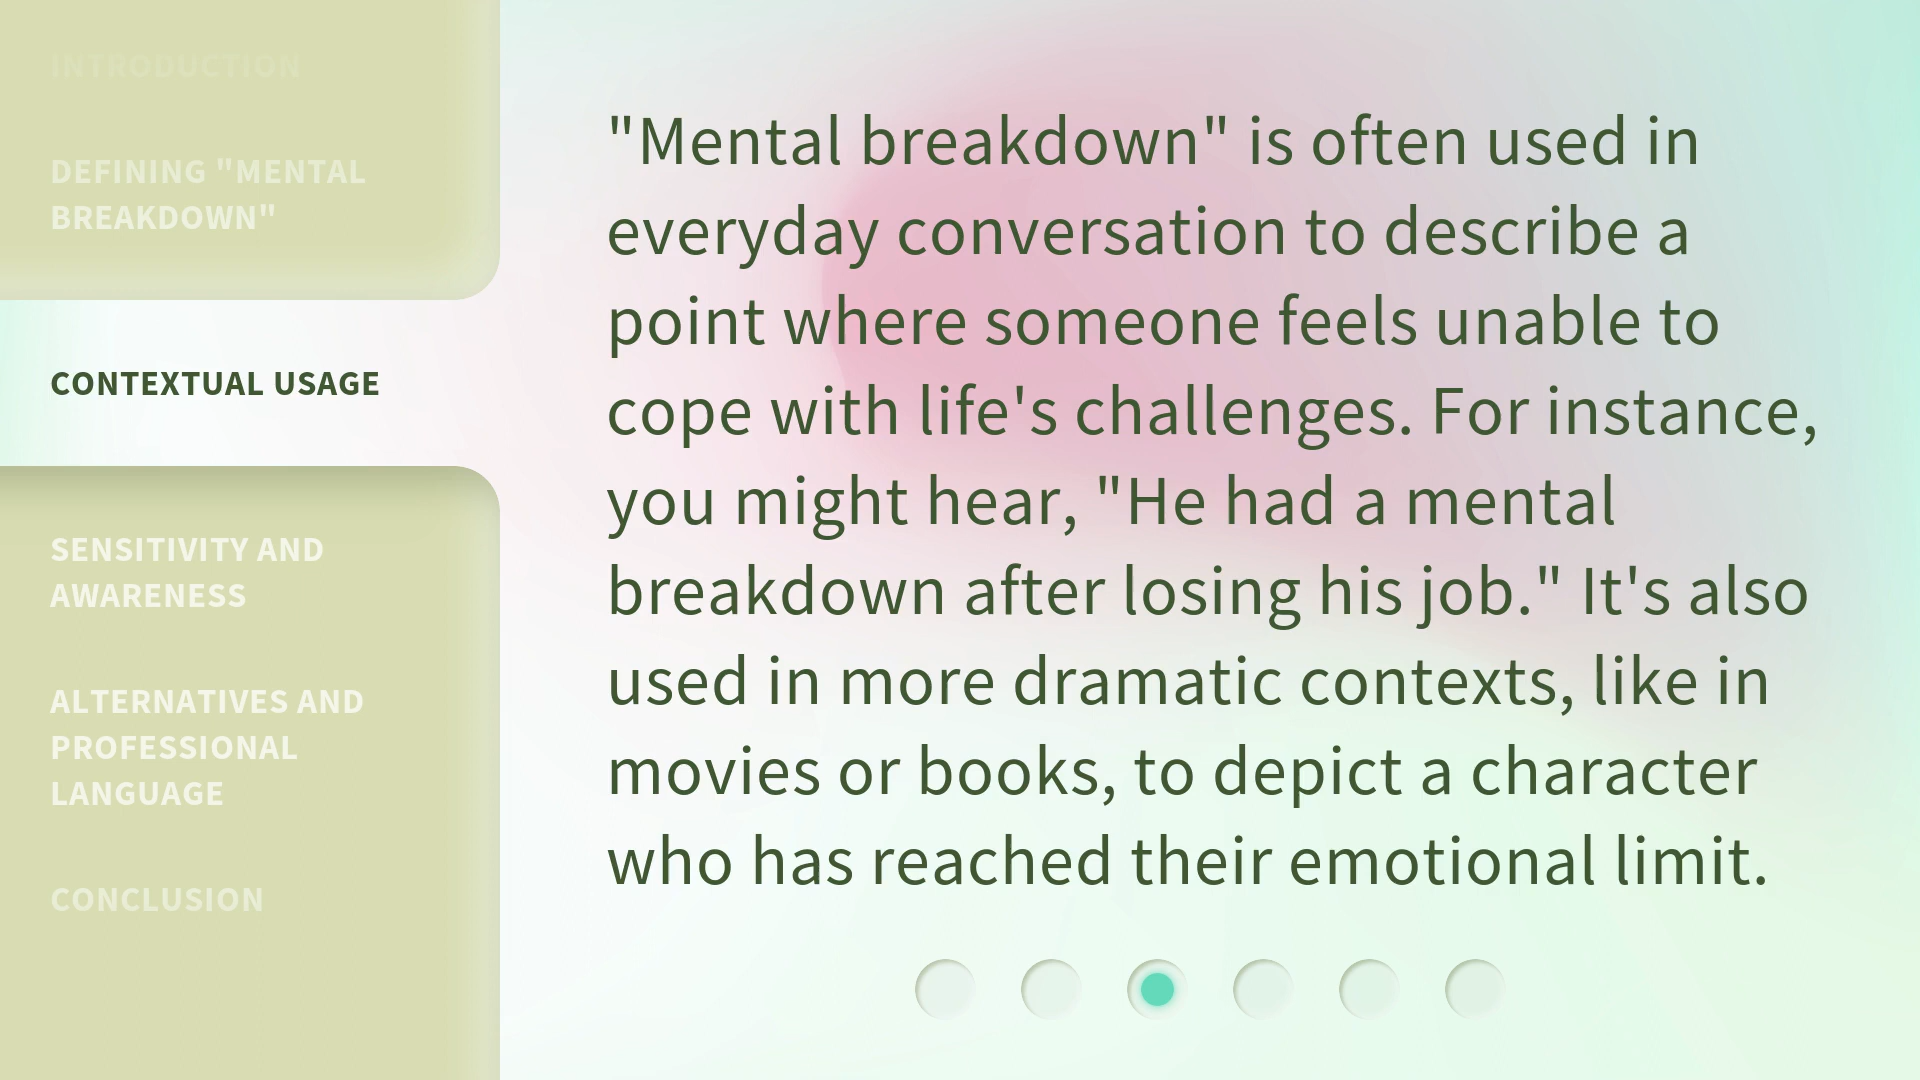 INTRODUCTION
DEFINING "MENTAL
BREAKDOWN"
CONTEXTUAL USAGE
SENSITIVITY AND
AWARENESS
ALTERNATIVES AND
PROFESSIONAL
LANGUAGE
CONCLUSION
"Mental breakdown" is often used in
everyday conversation to describe a
point where someone feels unable to
cope with life's challenges. For instance,
you might hear, "He had a mental
breakdown after losing his job." It's also
used in more dramatic contexts, like in
movies or books, to depict a character
who has reached their emotional limit.